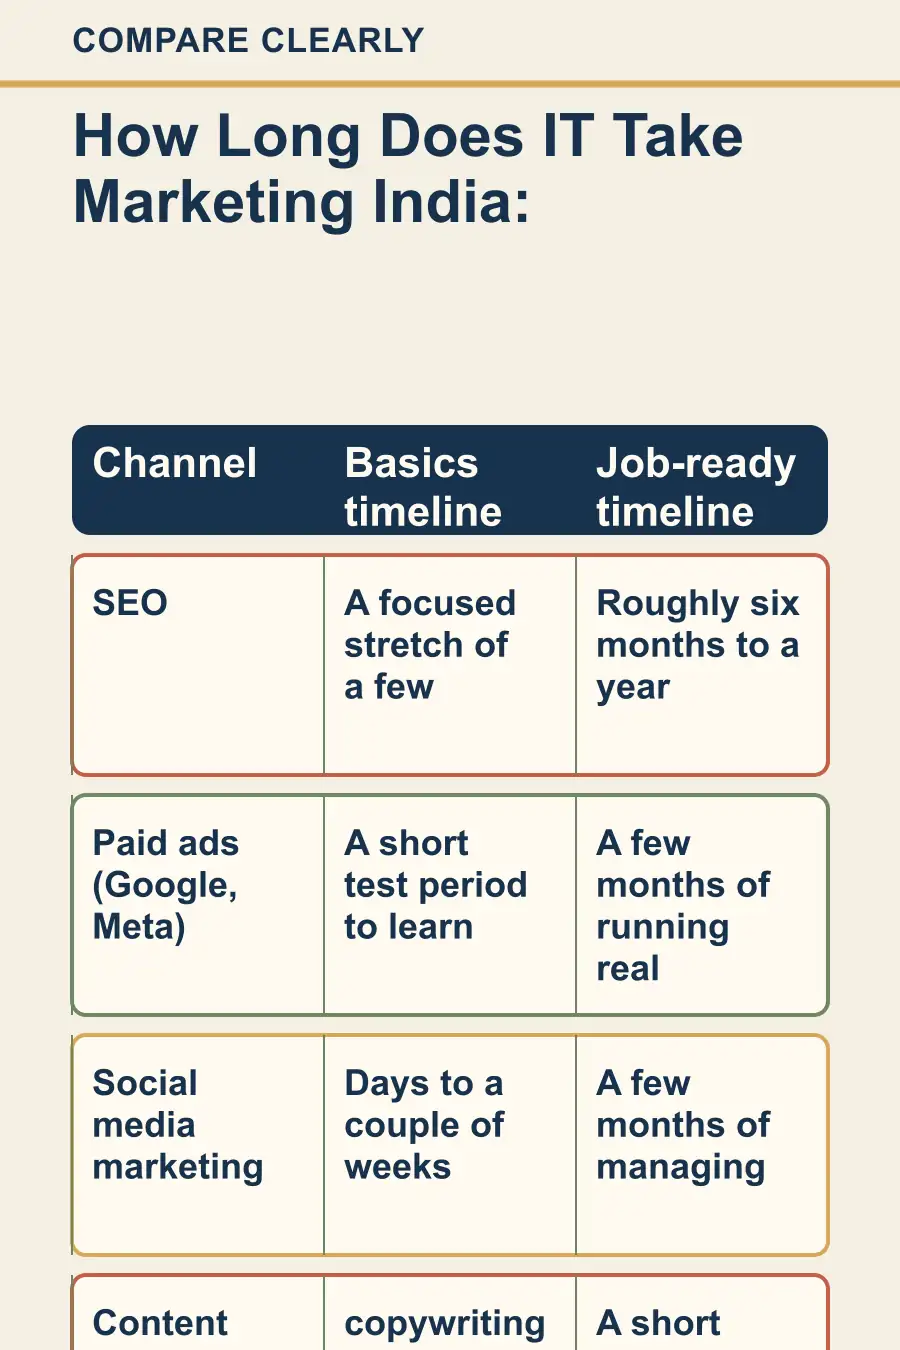 COMPARE CLEARLY
How Long Does IT Take
Marketing India:
Channel
Basics
timeline
Job-ready
timeline
SEO
A focused
stretch of
a few
Roughly six
months to a
year
Paid ads
(Google,
Meta)
A short
test period
to learn
A few
months of
running
real
Social
media
marketing
Days to a
couple of
weeks
A few
months of
managing
Content
copywriting
A short